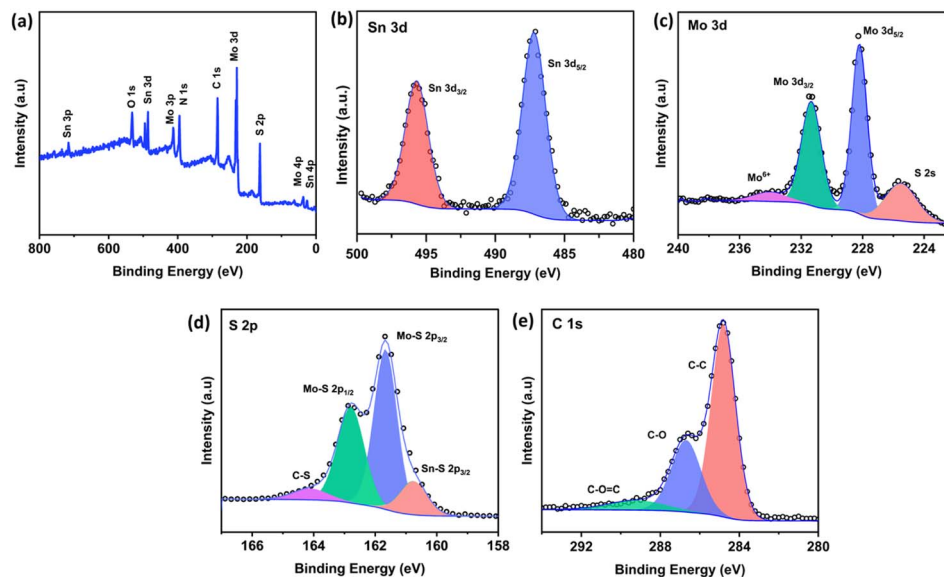 (a)
Intensity (a.u)
Sn 3p
O 1s
Sn 3d
Mo 3p
N 1s
C 1s
Mo 3d
S 2p
Mo 4p
Sn 4p
800 600 400 200 0
Binding Energy (eV)
(b)
Sn 3d
Intensity (a.u.)
Sn 3d3/2
Sn 3d5/2
500 495 490 485 480
Binding Energy (eV)
(c)
Mo 3d
Intensity (a.u)
Mo6+
Mo 3d3/2
Mo 3d5/2
S 2s
240 236 232 228 224
Binding Energy (eV)
(d)
S 2p
Intensity (a.u)
C-S
Mo-S 2p1/2
Mo-S 2p3/2
Sn-S 2p3/2
166 164 162 160 158
Binding Energy (eV)
(e)
C 1s
Intensity (a.u)
C-O=C
C-O
C-C
292 288 284 280
Binding Energy (eV)